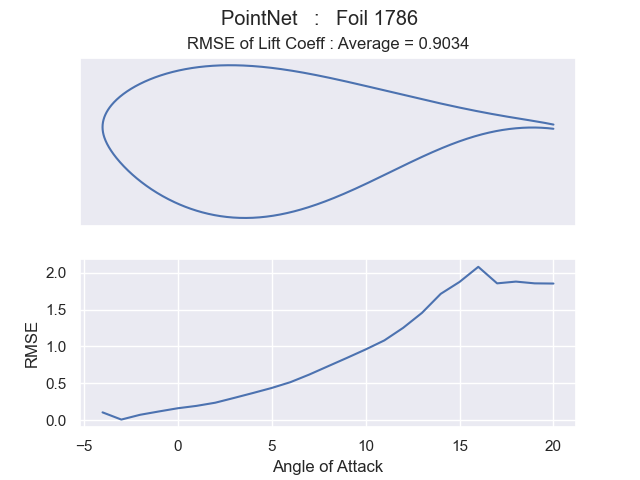 PointNet   :   Foil 1786
RMSE of Lift Coeff : Average = 0.9034
2.0
1.5
1.0
0.5
0.0
RMSE
−5
0
5
10
15
20
Angle of Attack